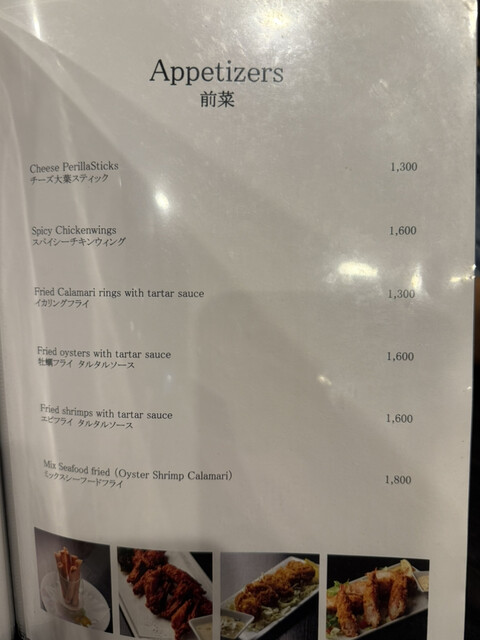 Appetizers
前菜
Cheese PerillaSticks 1,300
チーズ大葉スティック
Spicy Chickenwings 1,600
スパイシーチキンウィング
Fried Calamari rings with tartar sauce 1,300
イカリングフライ
Fried oysters with tartar sauce 1,600
牡蠣フライ タルタルソース
Fried shrimps with tartar sauce 1,600
エビフライ タルタルソース
Mix Seafood fried (Oyster Shrimp Calamari) 1,800
ミックスシーフードフライ